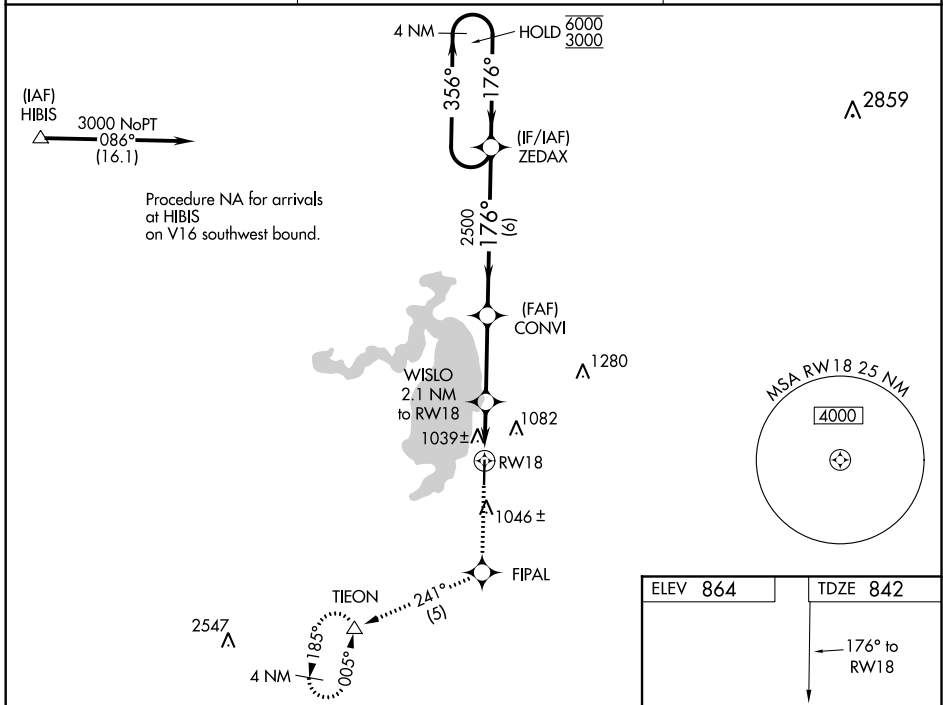 4 NM
HOLD 6000
3000
356°
176°
(IAF)
HIBIS
3000 NoPT
086°
(16.1)
2859
(IF/IAF)
ZEDAX
Procedure NA for arrivals
at HIBIS
on V16 southwest bound.
2500
176°
(6)
(FAF)
CONVI
1280
WISLO
2.1 NM
to RW18
1082
1039±
RW18
MSA RW18 25 NM
4000
1046 ±
FIPAL
241°
(5)
TIEON
2547
185°
005°
4 NM
ELEV 864
TDZE 842
176° to
RW18